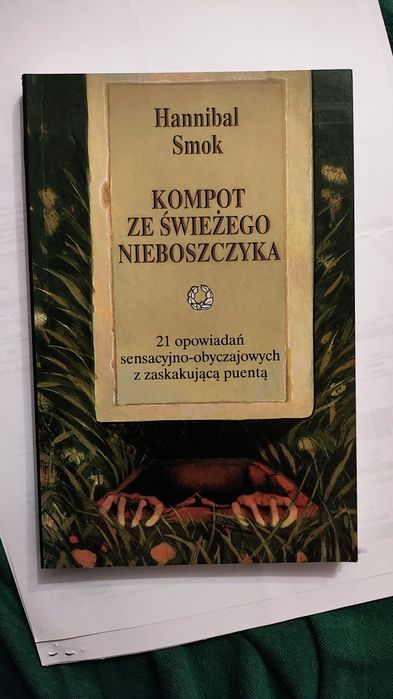 Hannibal
Smok
KOMPOT
ZE ŚWIEŻEGO
NIEBOSZCZYKA
21 opowiadań
sensacyjno-obyczajowych
z zaskakującą puentą